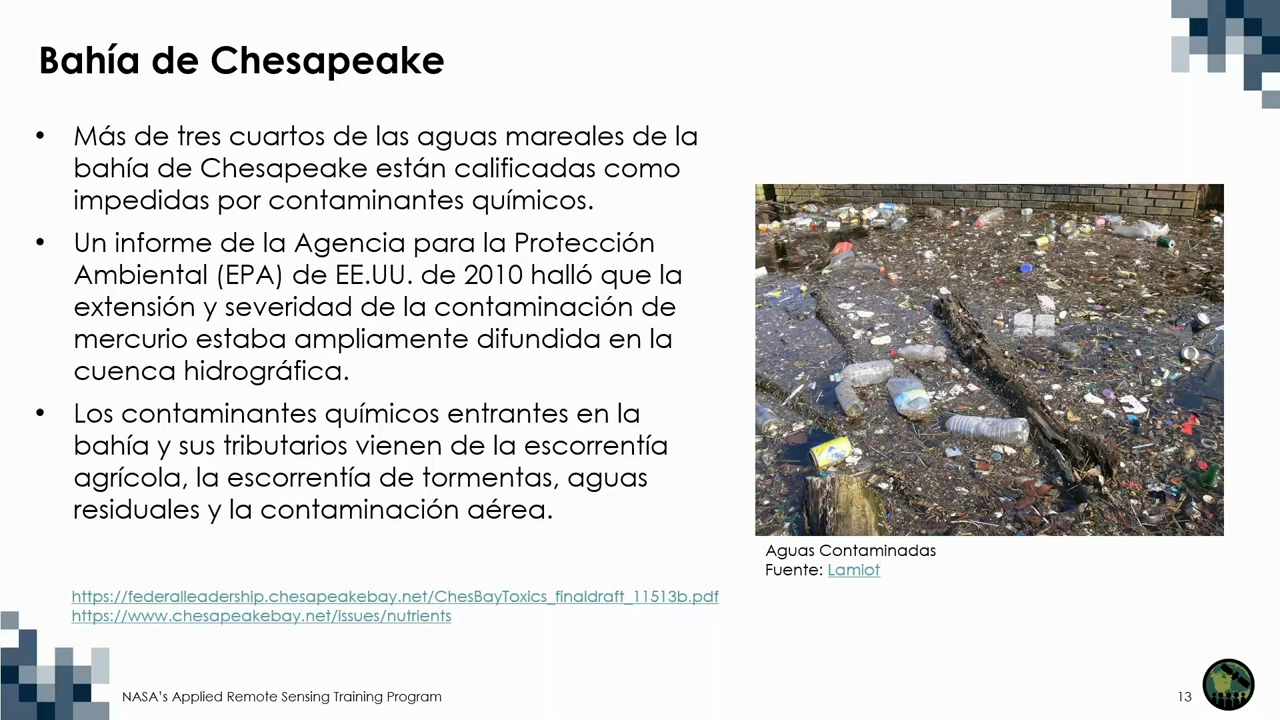 Bahía de Chesapeake
• Más de tres cuartos de las aguas mareales de la
bahía de Chesapeake están calificadas como
impedidas por contaminantes químicos.
• Un informe de la Agencia para la Protección
Ambiental (EPA) de EE.UU. de 2010 halló que la
extensión y severidad de la contaminación de
mercurio estaba ampliamente difundida en la
cuenca hidrográfica.
• Los contaminantes químicos entrantes en la
bahía y sus tributarios vienen de la escorrentía
agrícola, la escorrentía de tormentas, aguas
residuales y la contaminación aérea.
Aguas Contaminadas
Fuente: Lamiot
https://federalleadership.chesapeakebay.net/ChesBayToxics_finaldraft_11513b.pdf
https://www.chesapeakebay.net/issues/nutrients
NASA's Applied Remote Sensing Training Program
13